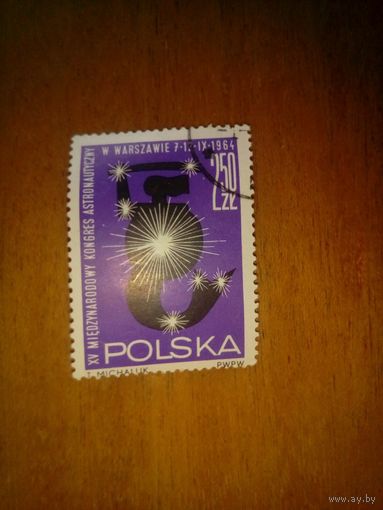 XV MIĘDZYNARODOWY KONGRES ASTRONAUTYCZNY
W WARSZAWIE 7-12-IX-1964
2,50
ZŁ
POLSKA
T. MICHALUK
PWPW
www.ay.by